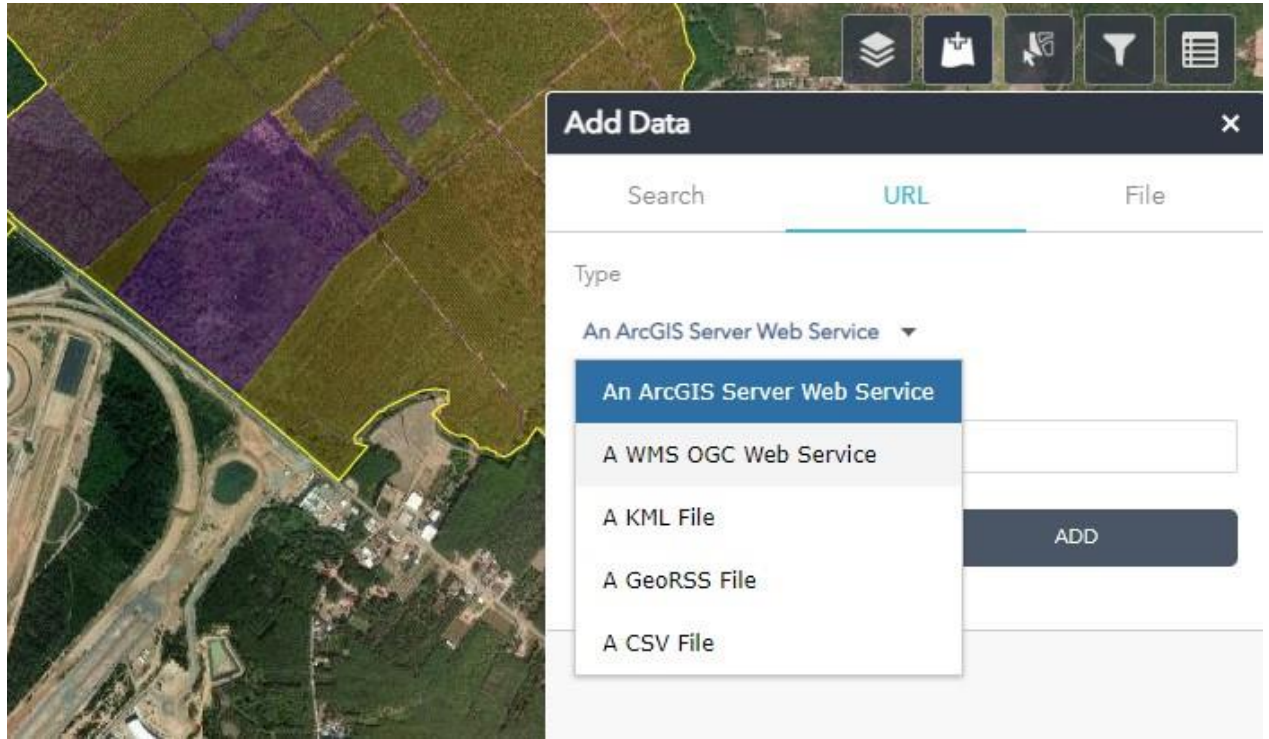 Add Data
×
Search URL File
Type
An ArcGIS Server Web Service
An ArcGIS Server Web Service
A WMS OGC Web Service
A KML File
ADD
A GeoRSS File
A CSV File